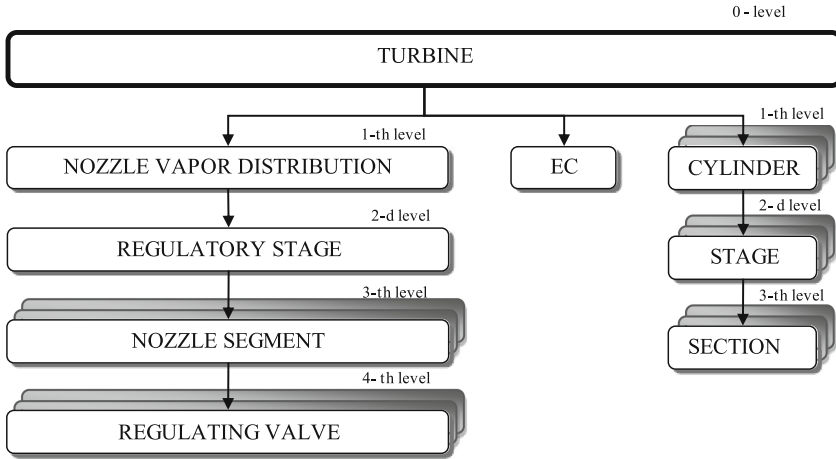 0 - level
TURBINE
1-th level
1-th level
NOZZLE VAPOR DISTRIBUTION
EC
CYLINDER
2-d level
2-d level
REGULATORY STAGE
STAGE
3-th level
3-th level
NOZZLE SEGMENT
SECTION
4- th level
REGULATING VALVE